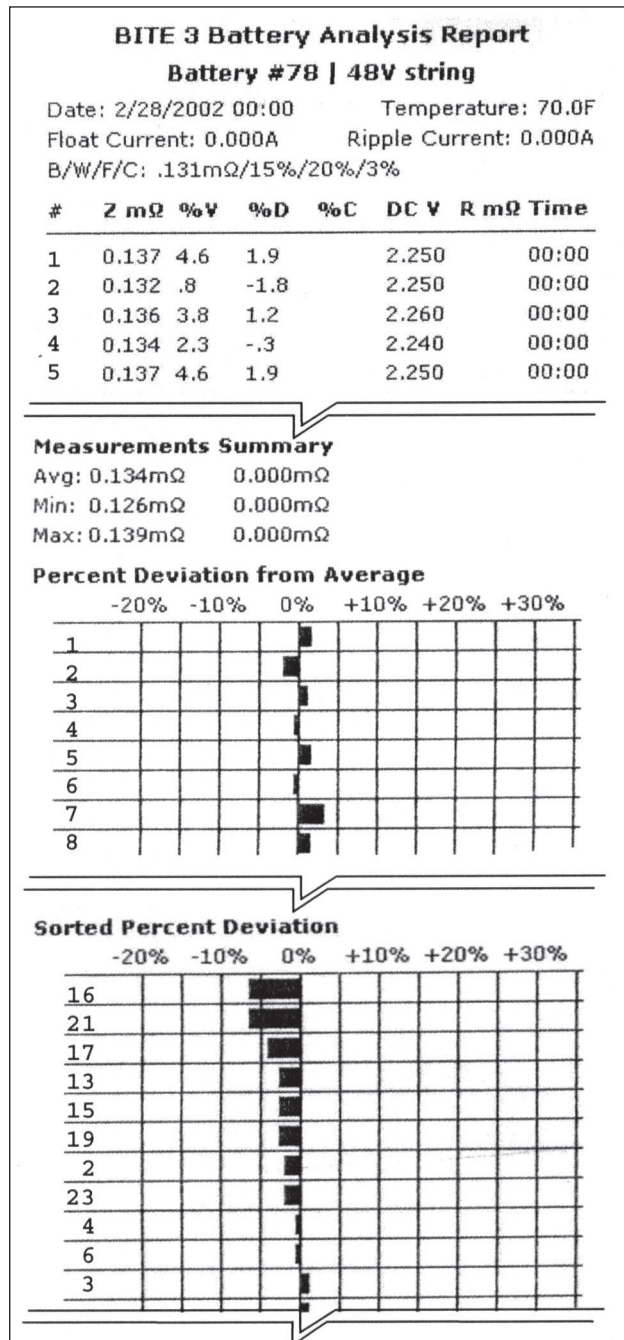 BITE 3 Battery Analysis Report
Battery #78 | 48V string
Date: 2/28/2002 00:00 Temperature: 70.0F
Float Current: 0.000A Ripple Current: 0.000A
B/W/F/C: .131mΩ/15%/20%/3%
# Z mΩ %V %D %C DC V R mΩ Time
1 0.137 4.6 1.9 2.250 00:00
2 0.132 .8 -1.8 2.250 00:00
3 0.136 3.8 1.2 2.260 00:00
4 0.134 2.3 -.3 2.240 00:00
5 0.137 4.6 1.9 2.250 00:00
Measurements Summary
Avg: 0.134mΩ 0.000mΩ
Min: 0.126mΩ 0.000mΩ
Max: 0.139mΩ 0.000mΩ
Percent Deviation from Average
-20% -10% 0% +10% +20% +30%
1
2
3
4
5
6
7
8
Sorted Percent Deviation
-20% -10% 0% +10% +20% +30%
16
21
17
13
15
19
2
23
4
6
3